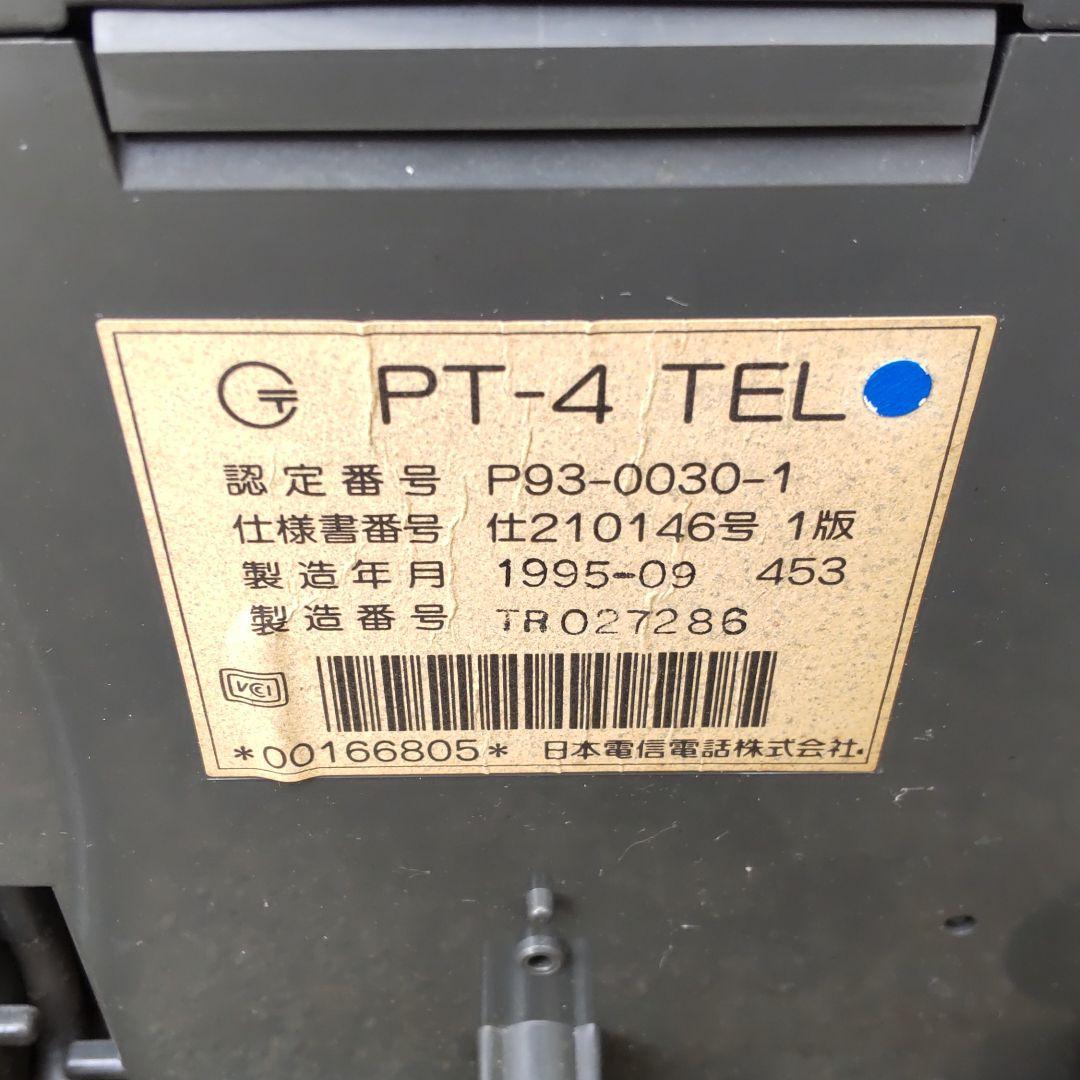 PT-4 TEL
認定番号 P93-0030-1
仕様書番号 仕210146号 1版
製造年月 1995-09 453
製造番号 TR027286
VCI
*00166805* 日本電信電話株式会社